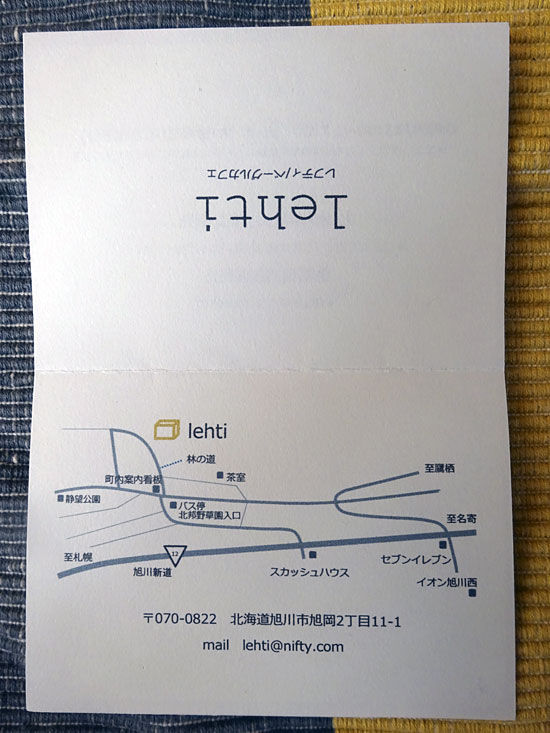 lehti
レフティ/ベーグルカフェ
lehti
林の道
町内案内看板
茶室
至鷹栖
静望公園
バス停
北邦野草園入口
至名寄
至札幌
12
旭川新道
スカッシュハウス
セブンイレブン
イオン旭川西
〒070-0822 北海道旭川市旭岡2丁目11-1
mail lehti@nifty.com